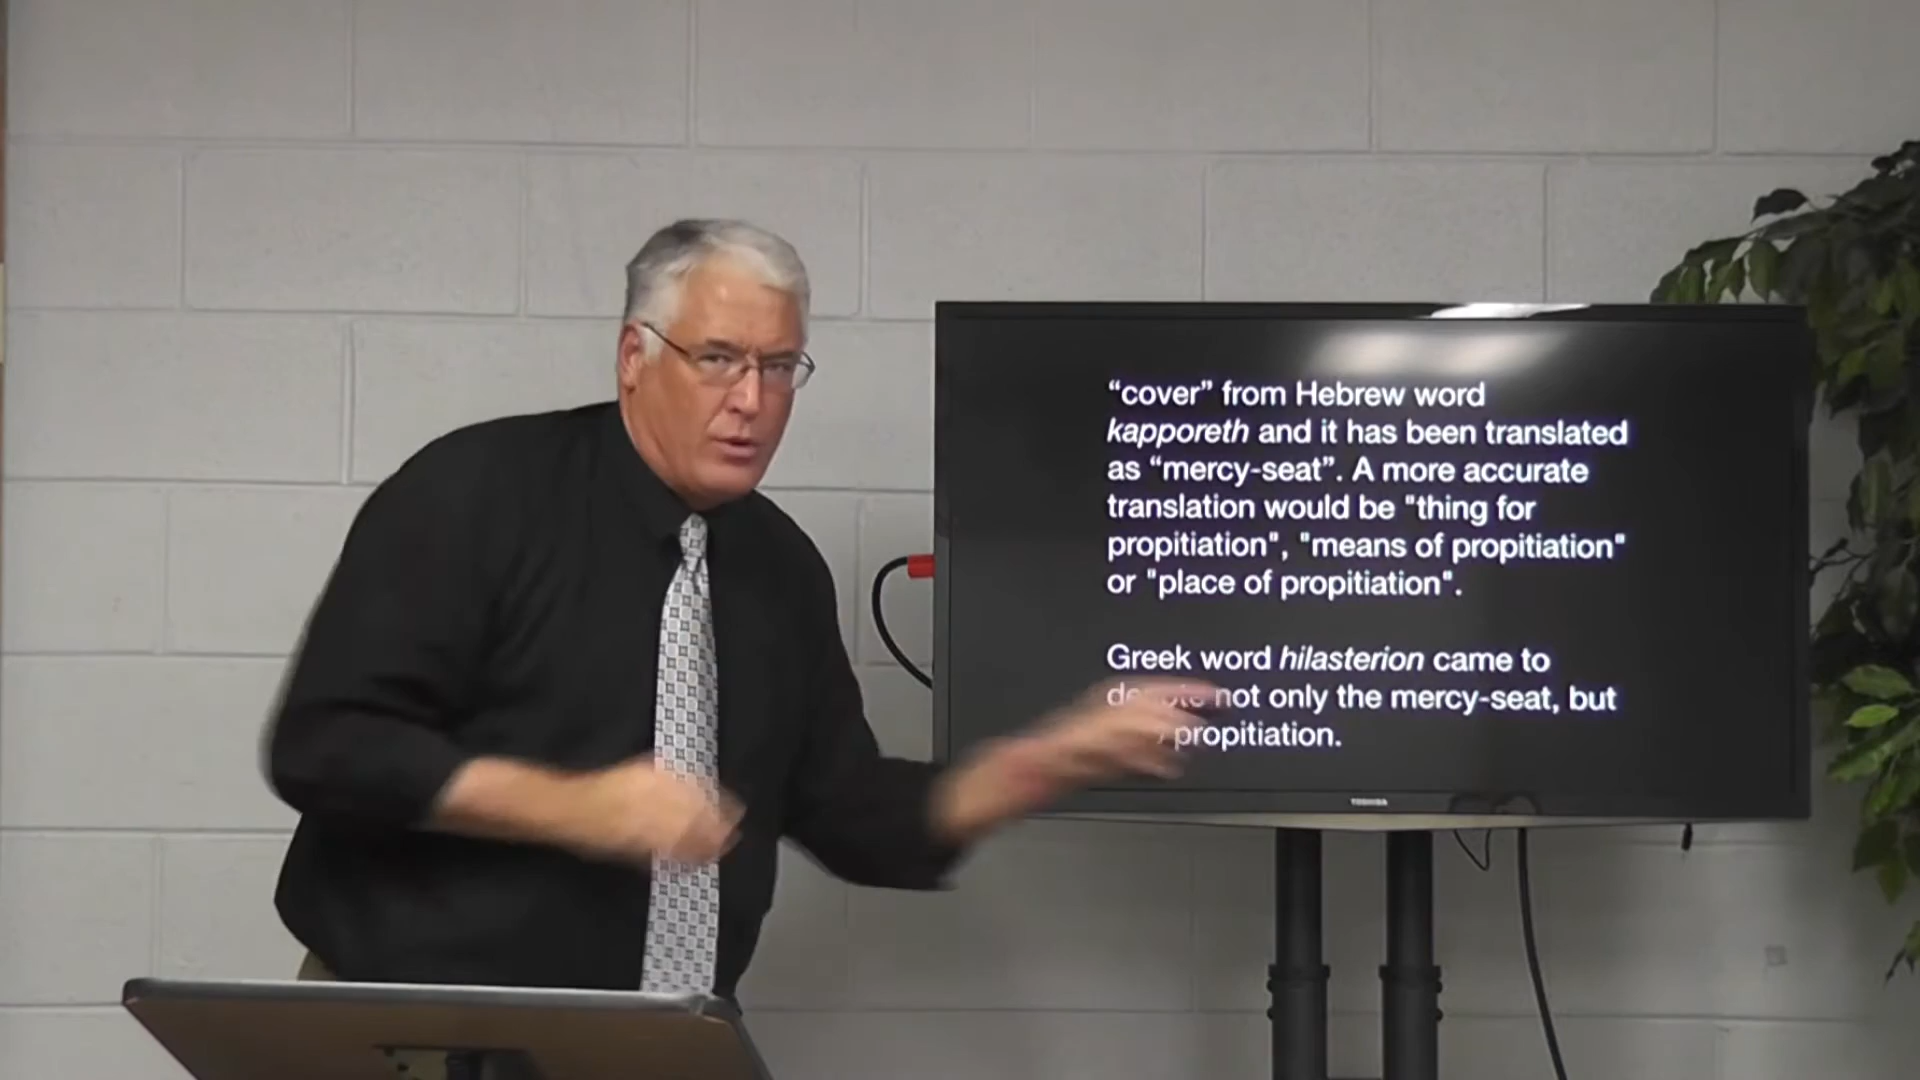 “cover” from Hebrew word
kapporeth and it has been translated
as “mercy-seat”. A more accurate
translation would be "thing for
propitiation", "means of propitiation"
or "place of propitiation".
Greek word hilasterion came to
not only the mercy-seat, but
propitiation.
TOSHIBA